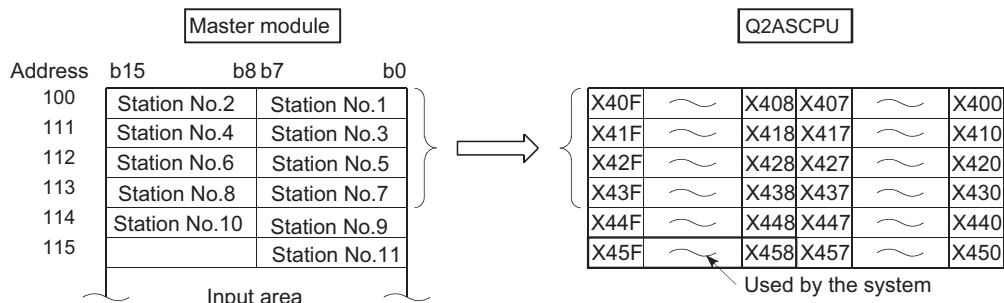 Master module Q2ASCPU
Address b15 b8 b7 b0
100 Station No.2 Station No.1 X40F X408 X407 X400
111 Station No.4 Station No.3 X41F X418 X417 X410
112 Station No.6 Station No.5 X42F X428 X427 X420
113 Station No.8 Station No.7 X43F X438 X437 X430
114 Station No.10 Station No.9 X44F X448 X447 X440
115 Station No.11 X45F X458 X457 X450
Input area Used by the system